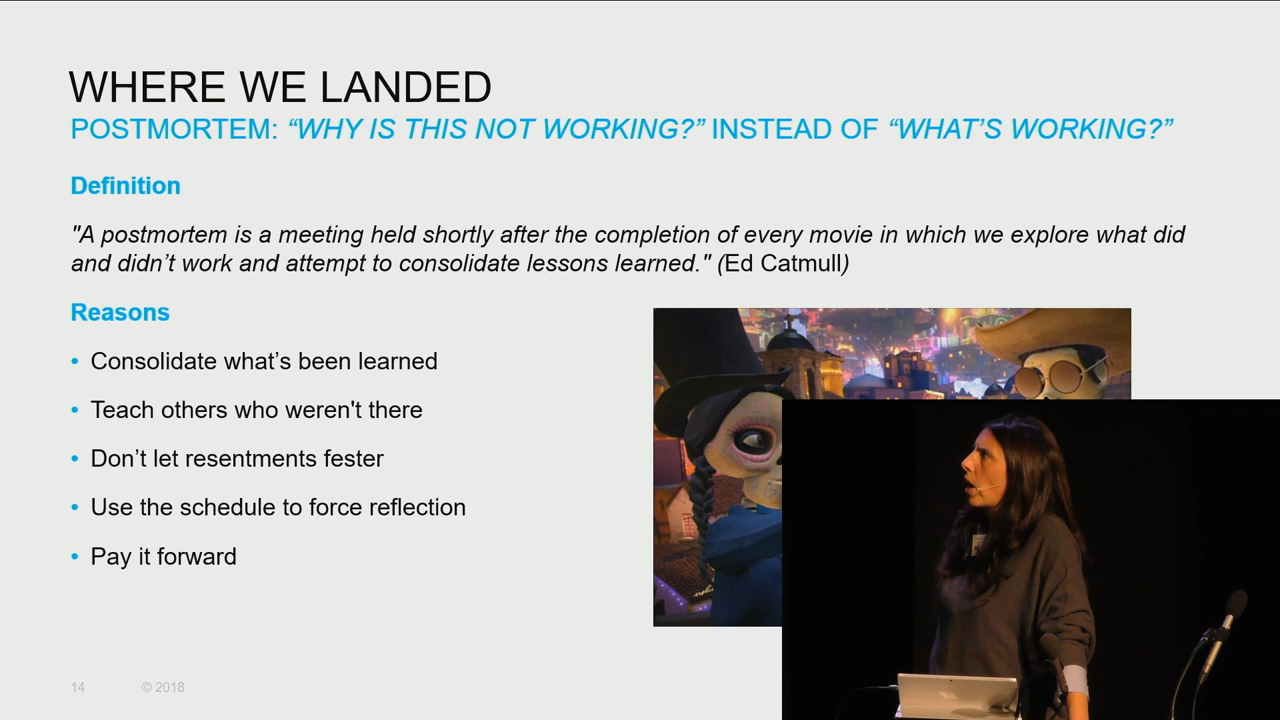 WHERE WE LANDED
POSTMORTEM: “WHY IS THIS NOT WORKING?” INSTEAD OF “WHAT’S WORKING?”
Definition
"A postmortem is a meeting held shortly after the completion of every movie in which we explore what did
and didn’t work and attempt to consolidate lessons learned." (Ed Catmull)
Reasons
• Consolidate what’s been learned
• Teach others who weren't there
• Don’t let resentments fester
• Use the schedule to force reflection
• Pay it forward
14 © 2018